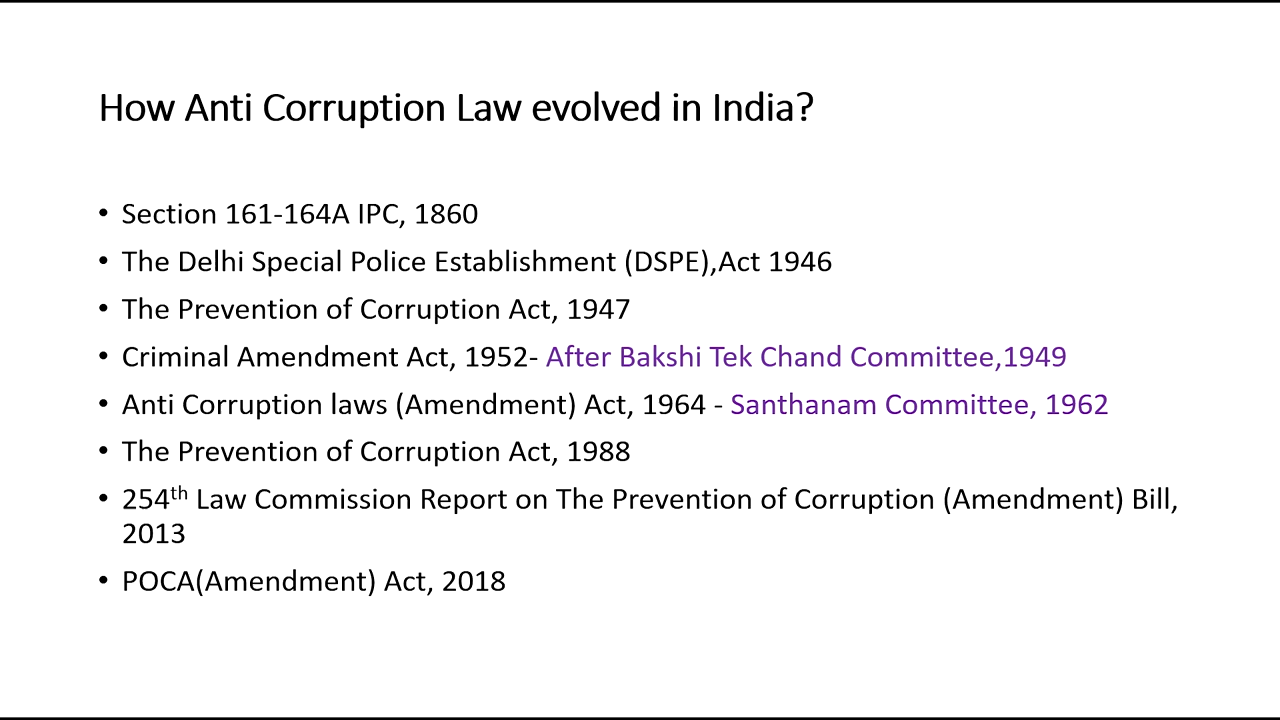 How Anti Corruption Law evolved in India?
• Section 161-164A IPC, 1860
• The Delhi Special Police Establishment (DSPE),Act 1946
• The Prevention of Corruption Act, 1947
• Criminal Amendment Act, 1952- After Bakshi Tek Chand Committee,1949
• Anti Corruption laws (Amendment) Act, 1964 - Santhanam Committee, 1962
• The Prevention of Corruption Act, 1988
• 254th Law Commission Report on The Prevention of Corruption (Amendment) Bill,
2013
• POCA(Amendment) Act, 2018